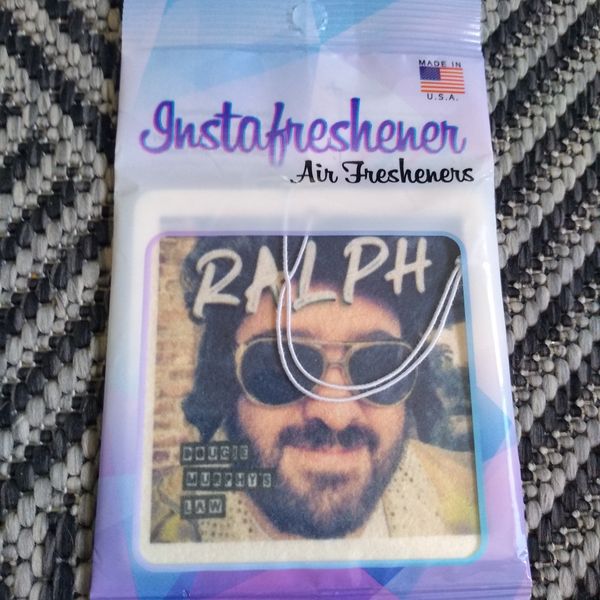 MADE IN
U.S.A.
Instafreshener
Air Fresheners
RALPH
DOUGIE
MURPHY'S
LAW